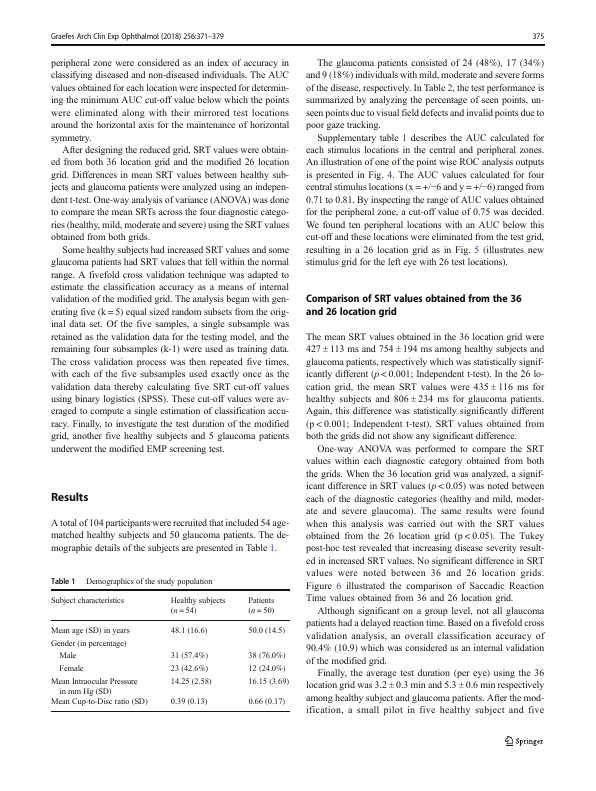 Graefes Arch Clin Exp Ophthalmol (2018) 256:371–379
375
peripheral zone were considered as an index of accuracy in
classifying diseased and non-diseased individuals. The AUC
values obtained for each location were inspected for determin-
ing the minimum AUC cut-off value below which the points
were eliminated along with their mirrored test locations
around the horizontal axis for the maintenance of horizontal
symmetry.
After designing the reduced grid, SRT values were obtain-
ed from both 36 location grid and the modified 26 location
grid. Differences in mean SRT values between healthy sub-
jects and glaucoma patients were analyzed using an indepen-
dent t-test. One-way analysis of variance (ANOVA) was done
to compare the mean SRTs across the four diagnostic catego-
ries (healthy, mild, moderate and severe) using the SRT values
obtained from both grids.
Some healthy subjects had increased SRT values and some
glaucoma patients had SRT values that fell within the normal
range. A fivefold cross validation technique was adapted to
estimate the classification accuracy as a means of internal
validation of the modified grid. The analysis began with gen-
erating five (k = 5) equal sized random subsets from the orig-
inal data set. Of the five samples, a single subsample was
retained as the validation data for the testing model, and the
remaining four subsamples (k-1) were used as training data.
The cross validation process was then repeated five times,
with each of the five subsamples used exactly once as the
validation data thereby calculating five SRT cut-off values
using binary logistics (SPSS). These cut-off values were av-
eraged to compute a single estimation of classification accu-
racy. Finally, to investigate the test duration of the modified
grid, another five healthy subjects and 5 glaucoma patients
underwent the modified EMP screening test.
Results
A total of 104 participants were recruited that included 54 age-
matched healthy subjects and 50 glaucoma patients. The de-
mographic details of the subjects are presented in Table 1.
Table 1 Demographics of the study population
Subject characteristics Healthy subjects Patients
(n = 54) (n = 50)
Mean age (SD) in years 48.1 (16.6) 50.0 (14.5)
Gender (in percentage)
Male 31 (57.4%) 38 (76.0%)
Female 23 (42.6%) 12 (24.0%)
Mean Intraocular Pressure 14.25 (2.58) 16.15 (3.69)
in mm Hg (SD)
Mean Cup-to-Disc ratio (SD) 0.39 (0.13) 0.66 (0.17)
The glaucoma patients consisted of 24 (48%), 17 (34%)
and 9 (18%) individuals with mild, moderate and severe forms
of the disease, respectively. In Table 2, the test performance is
summarized by analyzing the percentage of seen points, un-
seen points due to visual field defects and invalid points due to
poor gaze tracking.
Supplementary table 1 describes the AUC calculated for
each stimulus locations in the central and peripheral zones.
An illustration of one of the point wise ROC analysis outputs
is presented in Fig. 4. The AUC values calculated for four
central stimulus locations (x = +/−6 and y = +/−6) ranged from
0.71 to 0.81. By inspecting the range of AUC values obtained
for the peripheral zone, a cut-off value of 0.75 was decided.
We found ten peripheral locations with an AUC below this
cut-off and these locations were eliminated from the test grid,
resulting in a 26 location grid as in Fig. 5 (illustrates new
stimulus grid for the left eye with 26 test locations).
Comparison of SRT values obtained from the 36
and 26 location grid
The mean SRT values obtained in the 36 location grid were
427 ± 113 ms and 754 ± 194 ms among healthy subjects and
glaucoma patients, respectively which was statistically signif-
icantly different (p < 0.001; Independent t-test). In the 26 lo-
cation grid, the mean SRT values were 435 ± 116 ms for
healthy subjects and 806 ± 234 ms for glaucoma patients.
Again, this difference was statistically significantly different
(p < 0.001; Independent t-test). SRT values obtained from
both the grids did not show any significant difference.
One-way ANOVA was performed to compare the SRT
values within each diagnostic category obtained from both
the grids. When the 36 location grid was analyzed, a signif-
icant difference in SRT values (p < 0.05) was noted between
each of the diagnostic categories (healthy and mild, moder-
ate and severe glaucoma). The same results were found
when this analysis was carried out with the SRT values
obtained from the 26 location grid (p < 0.05). The Tukey
post-hoc test revealed that increasing disease severity result-
ed in increased SRT values. No significant difference in SRT
values were noted between 36 and 26 location grids.
Figure 6 illustrated the comparison of Saccadic Reaction
Time values obtained from 36 and 26 location grid.
Although significant on a group level, not all glaucoma
patients had a delayed reaction time. Based on a fivefold cross
validation analysis, an overall classification accuracy of
90.4% (10.9) which was considered as an internal validation
of the modified grid.
Finally, the average test duration (per eye) using the 36
location grid was 3.2 ± 0.3 min and 5.3 ± 0.6 min respectively
among healthy subject and glaucoma patients. After the mod-
ification, a small pilot in five healthy subject and five
Springer